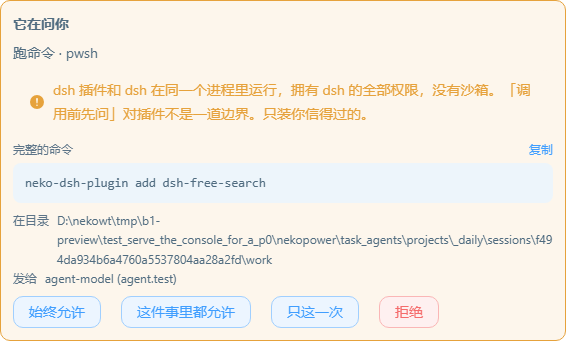 它在问你
跑命令 · pwsh
dsh 插件和 dsh 在同一个进程里运行，拥有 dsh 的全部权限，没有沙箱。「调
用前先问」对插件不是一道边界。只装你信得过的。
完整的命令 复制
neko-dsh-plugin add dsh-free-search
在目录 D:\nekowt\tmp\b1-
preview\test_serve_the_console_for_a_p0\nekopower\task_agents\projects\_daily\sessions\f49
4da934b6a4760a5537804aa28a2fd\work
发给 agent-model (agent.test)
始终允许 这件事里都允许 只这一次 拒绝